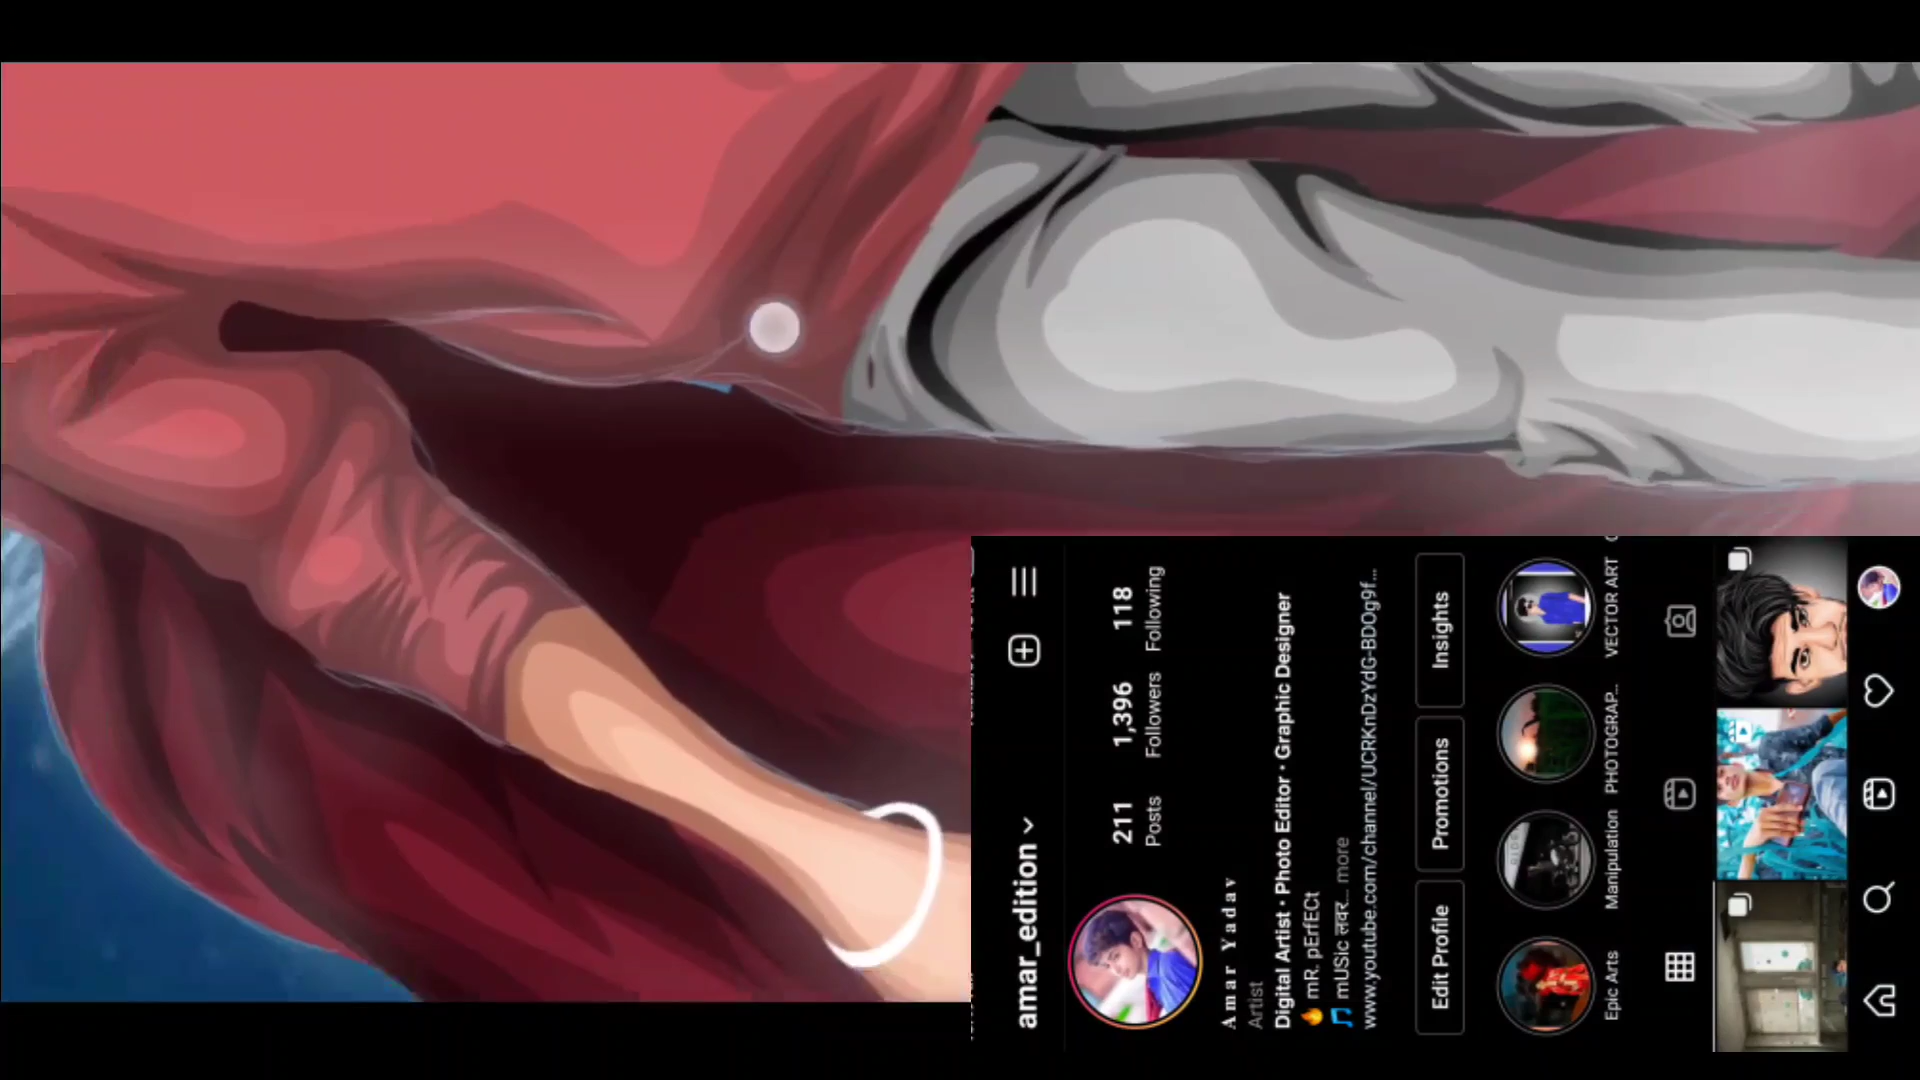 amar_edition
211 1,396 118
Posts Followers Following
Amar Yadav
Artist
Digital Artist • Photo Editor • Graphic Designer
🔥 mR. pErfECt
🎵 mUSic लवर... more
www.youtube.com/channel/UCRKnDzYdG-BDOg9f...
Edit Profile Promotions Insights
Epic Arts Manipulation PHOTOGRAP... VECTOR ART